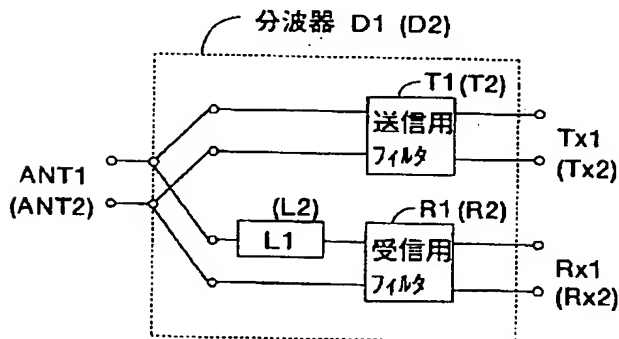 分波器 D1 (D2)
T1 (T2)
送信用
フィルタ
Tx1
(Tx2)
ANT1
(ANT2)
(L2)
L1
R1 (R2)
受信用
フィルタ
Rx1
(Rx2)